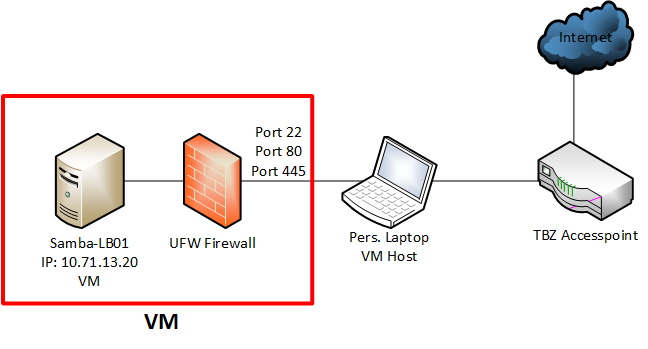 Internet
Port 22
Port 80
Port 445
Samba-LB01
IP: 10.71.13.20
VM
UFW Firewall
Pers. Laptop
VM Host
TBZ Accesspoint
VM